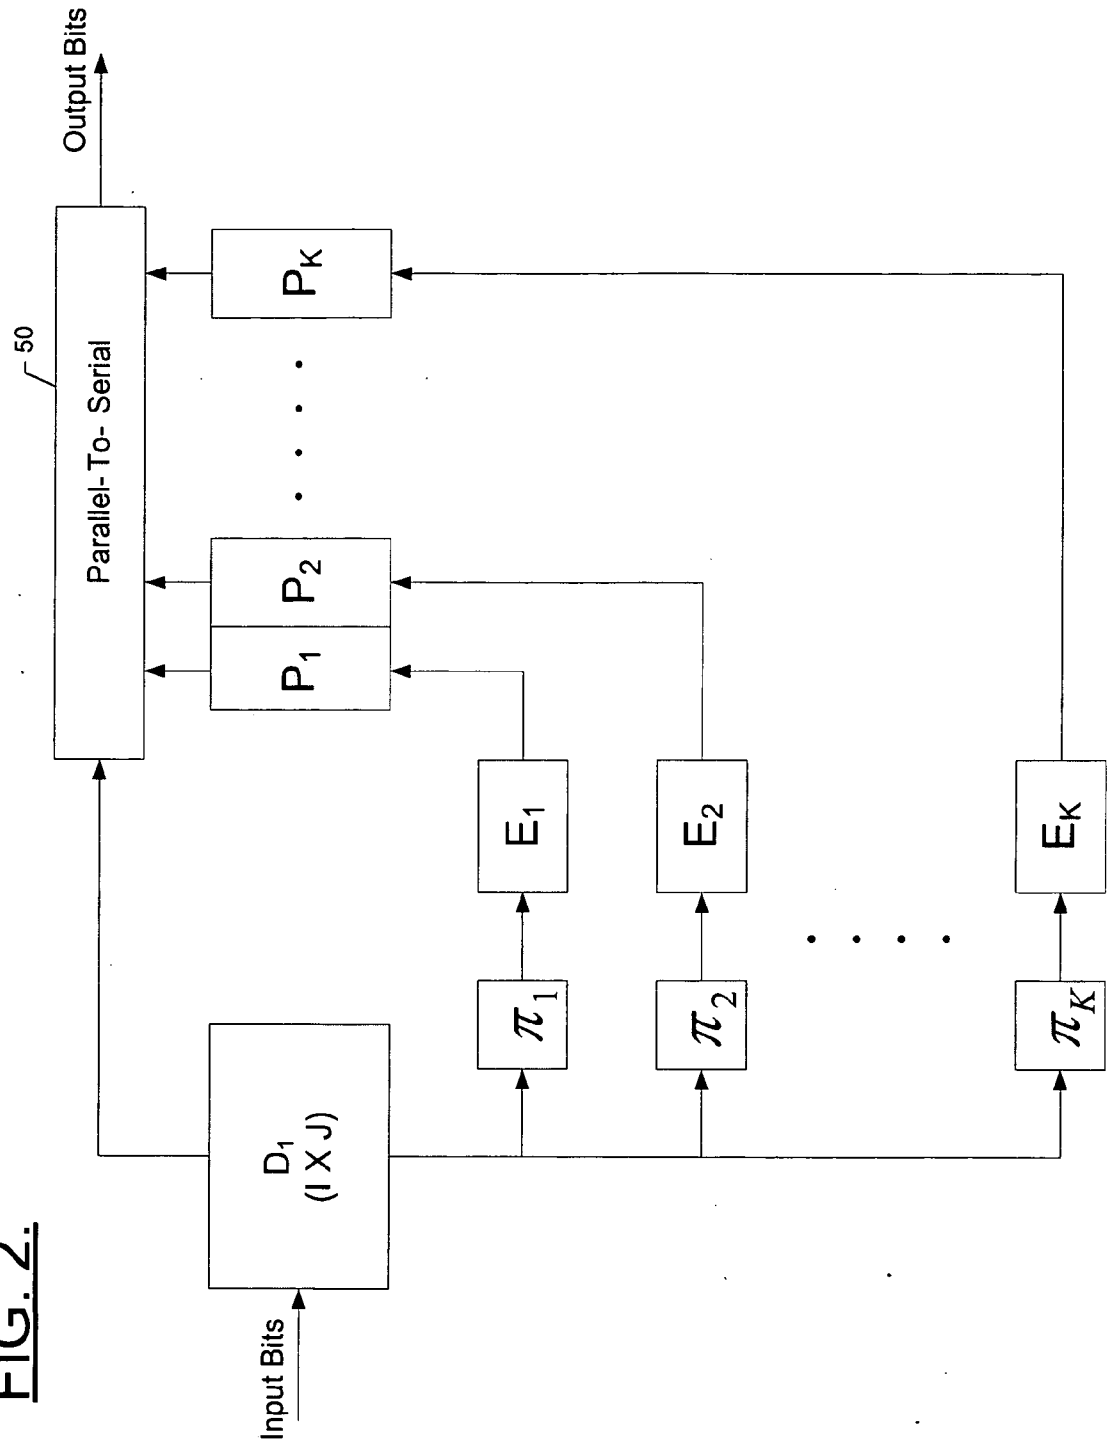 FIG. 2.
Input Bits
D1
(I X J)
50
Parallel-To- Serial
Output Bits
P1
P2
PK
π1
E1
π2
E2
πK
EK